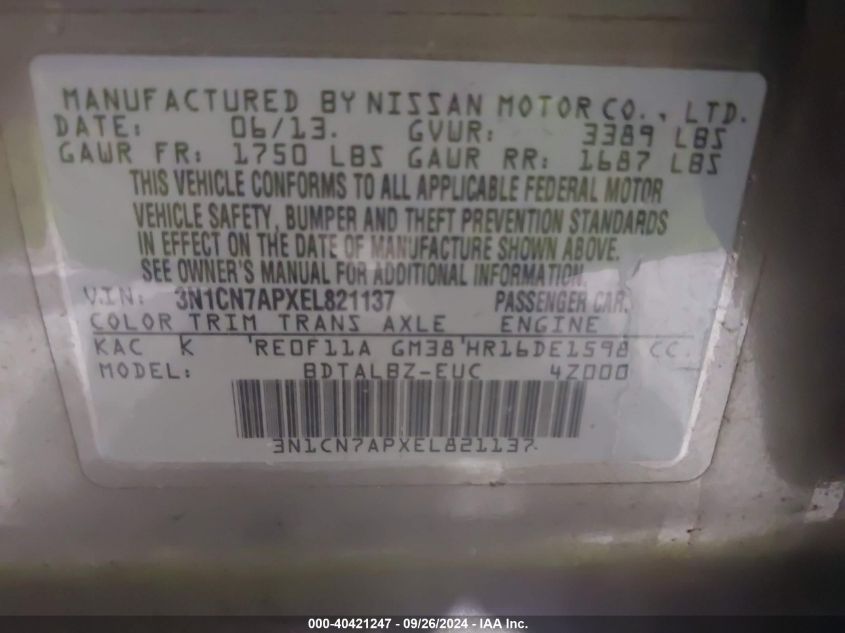 MANUFACTURED BY NISSAN MOTOR CO., LTD.
DATE: 06/13. GVWR: 3389 LBS
GAWR FR: 1750 LBS GAWR RR: 1687 LBS
THIS VEHICLE CONFORMS TO ALL APPLICABLE FEDERAL MOTOR
VEHICLE SAFETY, BUMPER AND THEFT PREVENTION STANDARDS
IN EFFECT ON THE DATE OF MANUFACTURE SHOWN ABOVE.
SEE OWNER'S MANUAL FOR ADDITIONAL INFORMATION.
V.I.N: 3N1CN7APXEL821137 PASSENGER CAR.
COLOR TRIM TRANS AXLE ENGINE
KAC K RE0F11A GM38 HR16DE1598 CC
MODEL: BDTALBZ-EUC 4Z000
3N1CN7APXEL821137
000-40421247 - 09/26/2024 - IAA Inc.